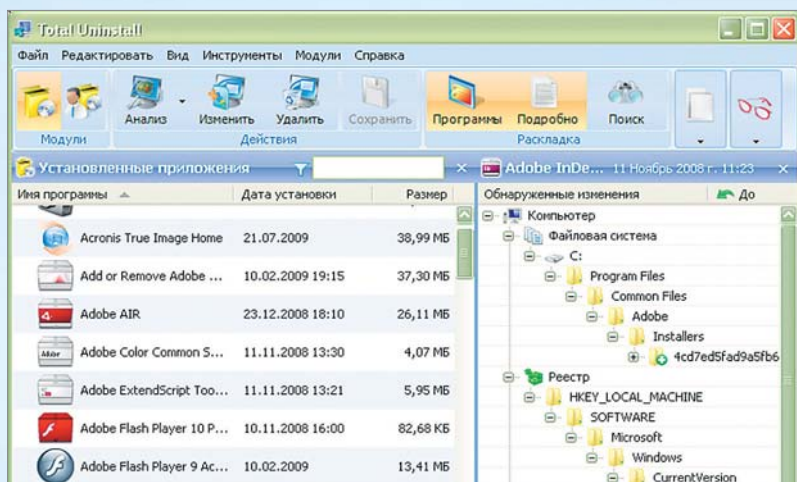 Total Uninstall
Файл Редактировать Вид Инструменты Модули Справка
Анализ Изменить Удалить Сохранить Программы Подробно Поиск
Модули Действия Раскладка
Установленные приложения
Adobe InDe... 11 Ноябрь 2008 г. 11:23
Имя программы Дата установки Размер
Обнаруженные изменения До
Acronis True Image Home 21.07.2009 38,99 МБ
Add or Remove Adobe ... 10.02.2009 19:15 37,30 МБ
Adobe AIR 23.12.2008 18:10 26,11 МБ
Adobe Color Common S... 11.11.2008 13:30 4,07 МБ
Adobe ExtendScript Too... 11.11.2008 13:21 5,95 МБ
Adobe Flash Player 10 P... 10.11.2008 16:00 82,68 КБ
Adobe Flash Player 9 Ac... 10.02.2009 13,41 МБ
Компьютер
Файловая система
C:
Program Files
Common Files
Adobe
Installers
4cd7ed5fad9a5fb6
Реестр
HKEY_LOCAL_MACHINE
SOFTWARE
Microsoft
Windows
CurrentVersion